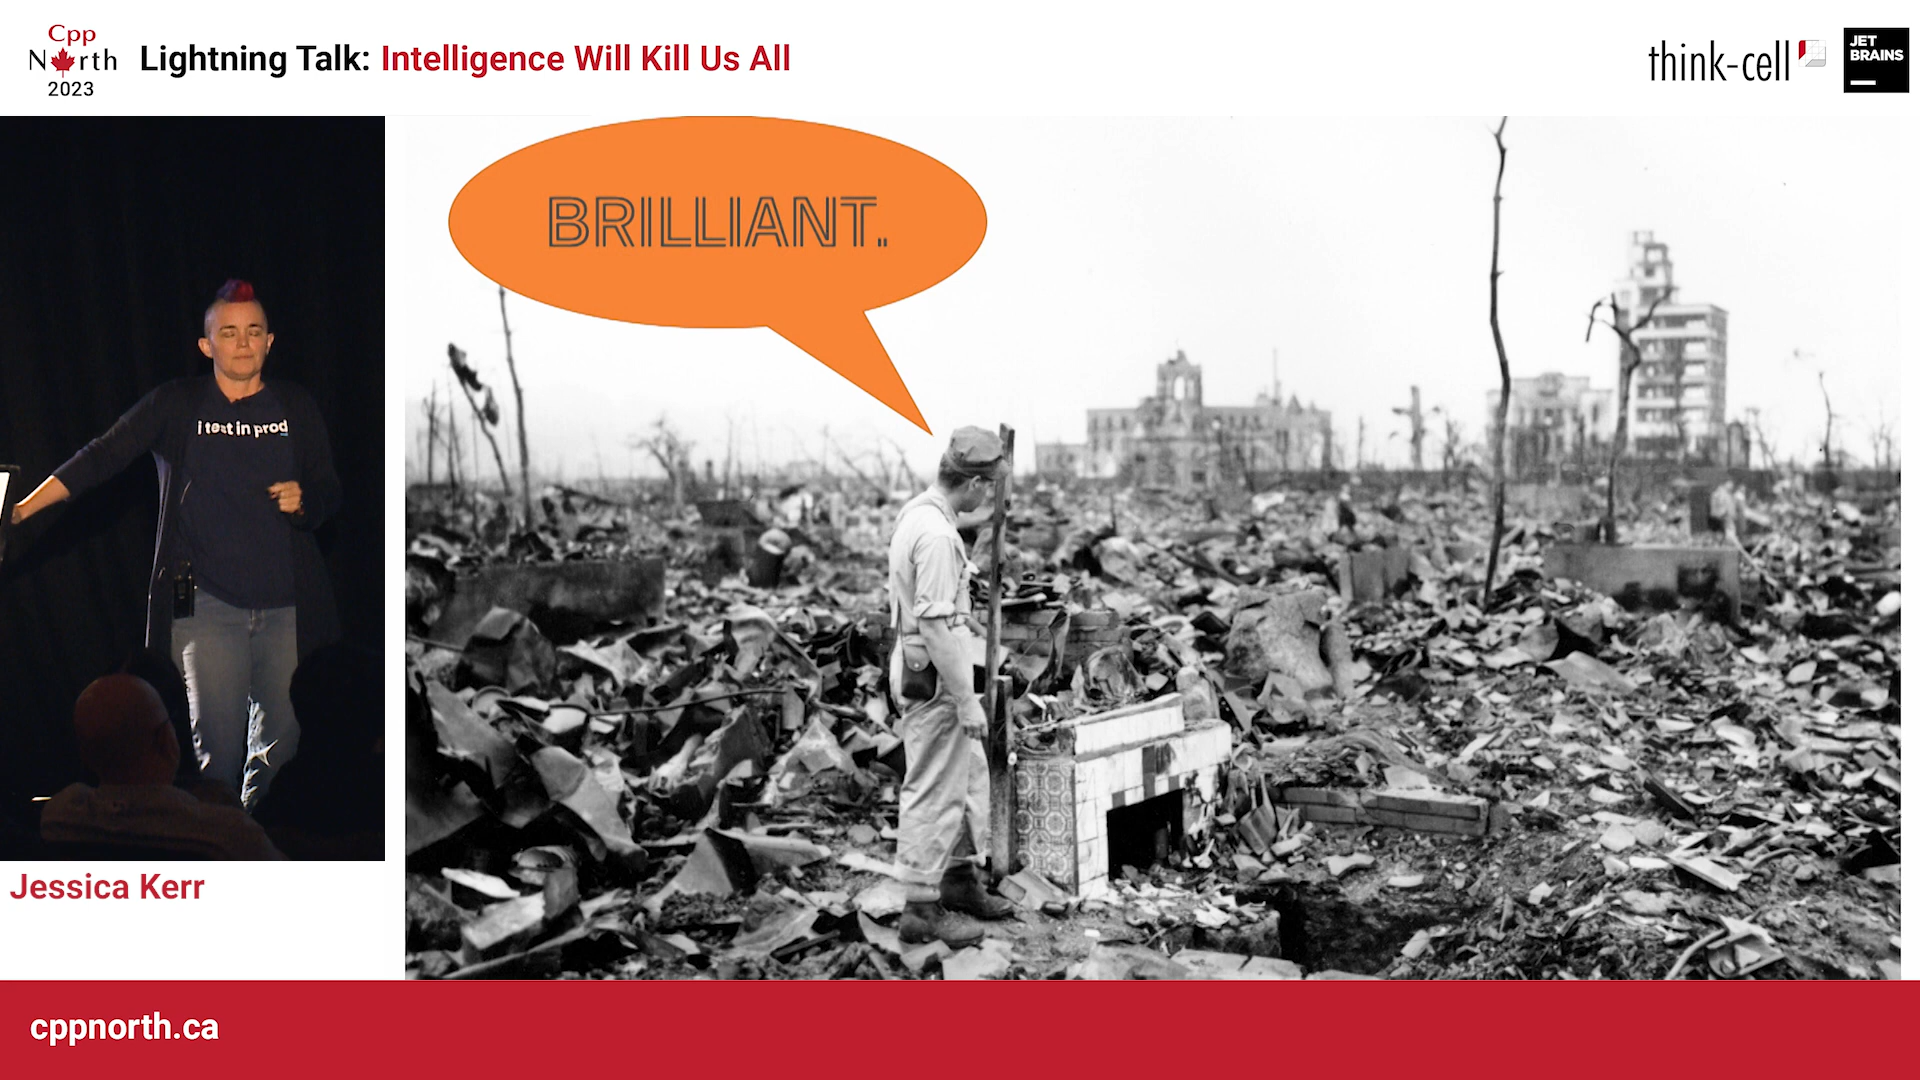 Cpp
North
2023
Lightning Talk: Intelligence Will Kill Us All
think-cell
JET
BRAINS
BRILLIANT.
i test in prod
Jessica Kerr
cppnorth.ca